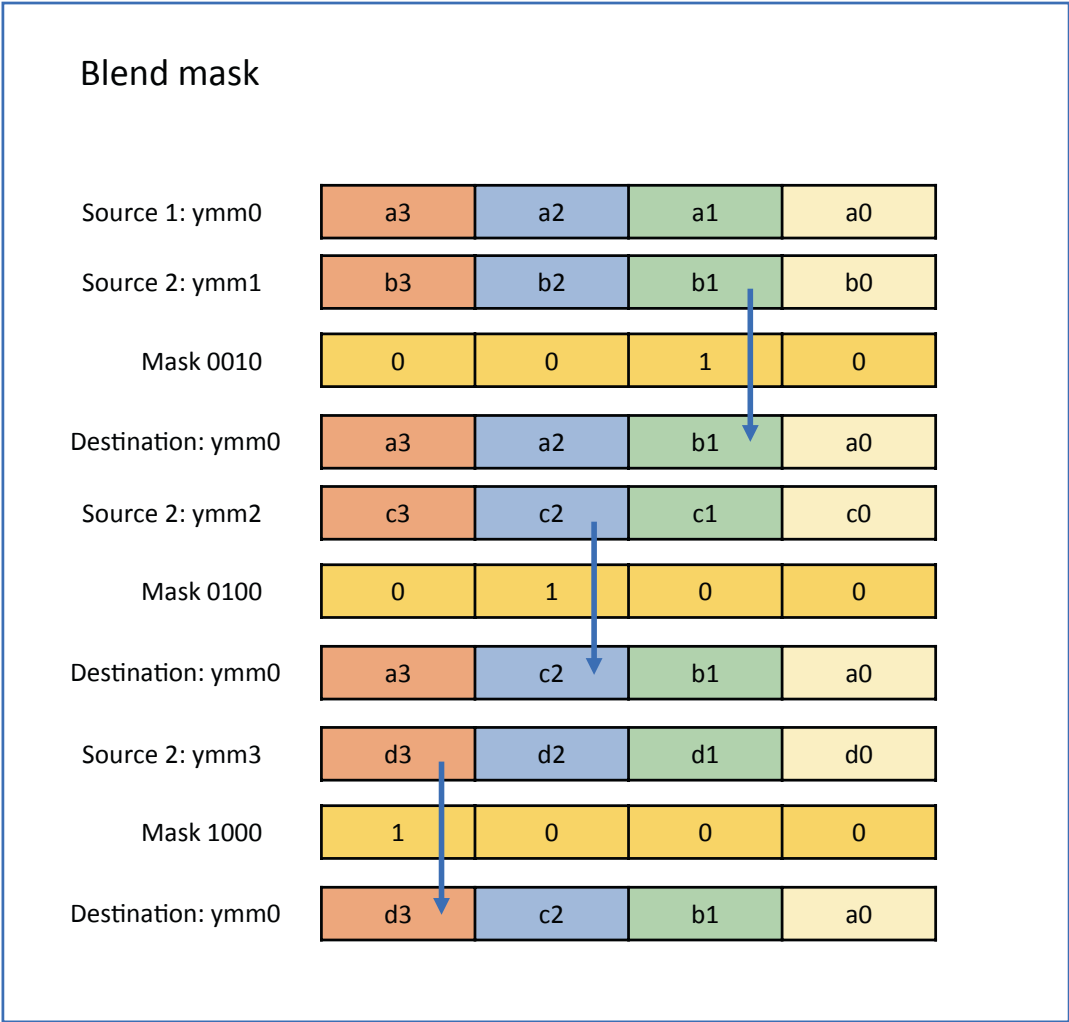 Blend mask
Source 1: ymm0 a3 a2 a1 a0
Source 2: ymm1 b3 b2 b1 b0
Mask 0010 0 0 1 0
Destination: ymm0 a3 a2 b1 a0
Source 2: ymm2 c3 c2 c1 c0
Mask 0100 0 1 0 0
Destination: ymm0 a3 c2 b1 a0
Source 2: ymm3 d3 d2 d1 d0
Mask 1000 1 0 0 0
Destination: ymm0 d3 c2 b1 a0